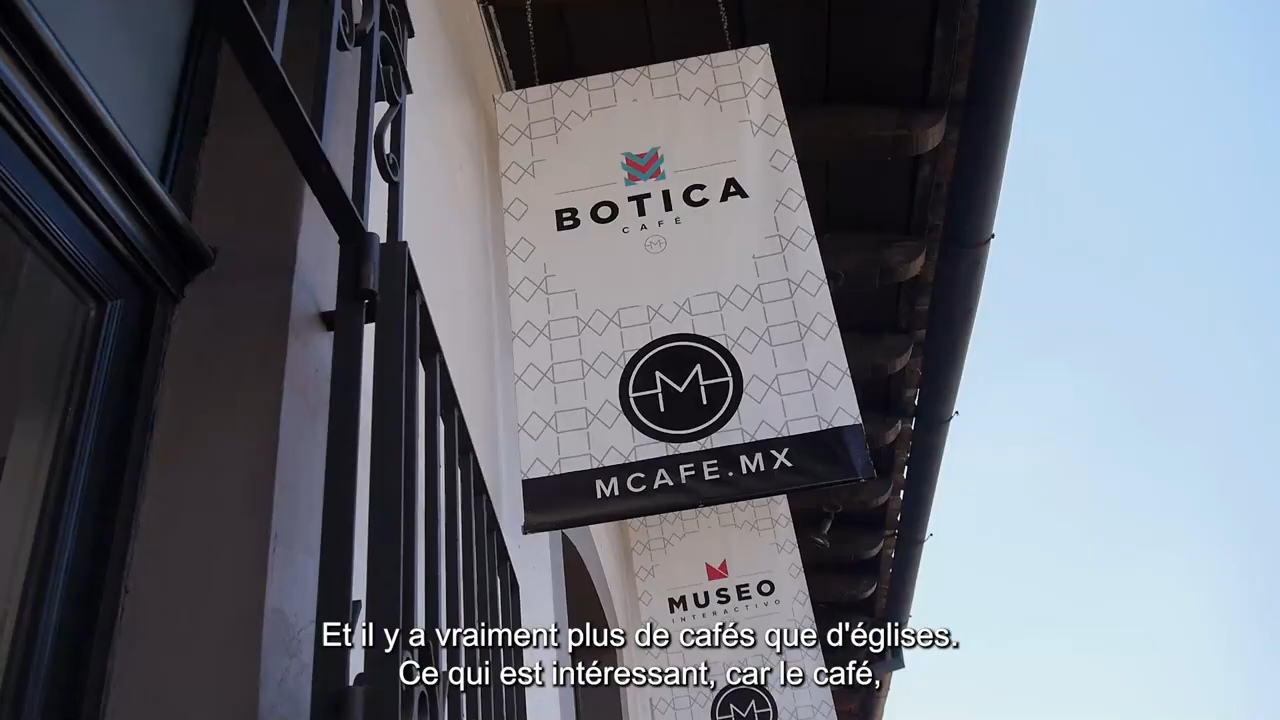 BOTICA
CAFÉ
M
M
MCAFE.MX
MUSEO
INTERACTIVO
M
Et il y a vraiment plus de cafés que d'églises.
Ce qui est intéressant, car le café,